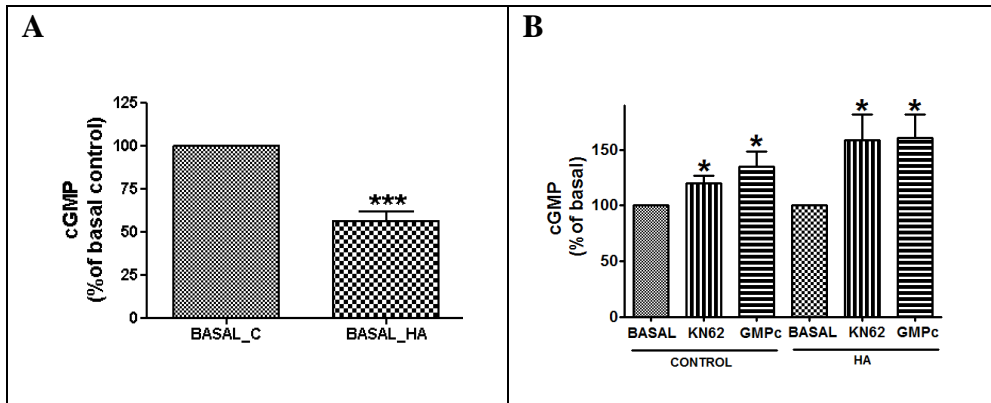 A
cGMP
(% of basal control)
125
100
75
50
25
0
***
BASAL_C
BASAL_HA
B
cGMP
(% of basal)
150
100
50
0
*
*
*
*
BASAL KN62 GMPc BASAL KN62 GMPc
CONTROL
HA